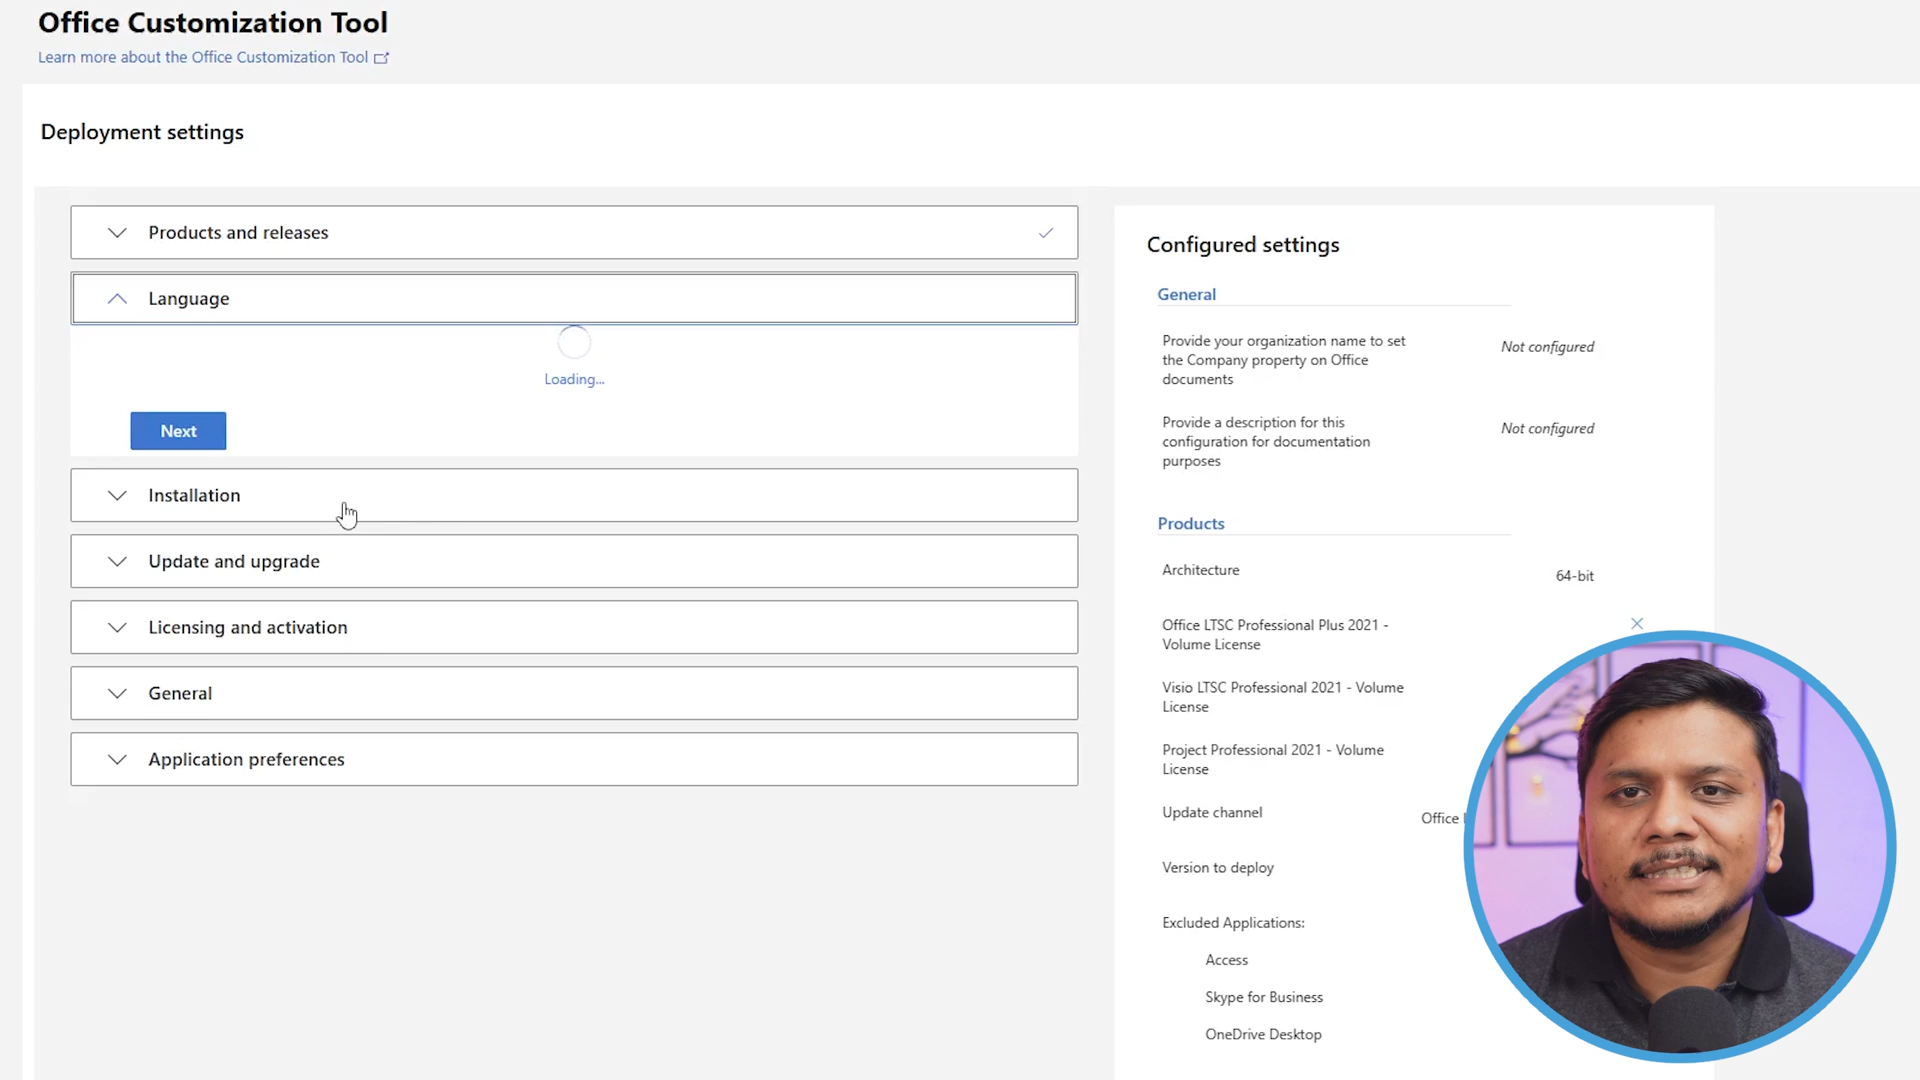 Office Customization Tool
Learn more about the Office Customization Tool
Deployment settings
Products and releases
Language
Loading...
Next
Installation
Update and upgrade
Licensing and activation
General
Application preferences
Configured settings
General
Provide your organization name to set
the Company property on Office
documents
Not configured
Provide a description for this
configuration for documentation
purposes
Not configured
Products
Architecture
64-bit
Office LTSC Professional Plus 2021 -
Volume License
Visio LTSC Professional 2021 - Volume
License
Project Professional 2021 - Volume
License
Update channel
Office
Version to deploy
Excluded Applications:
Access
Skype for Business
OneDrive Desktop